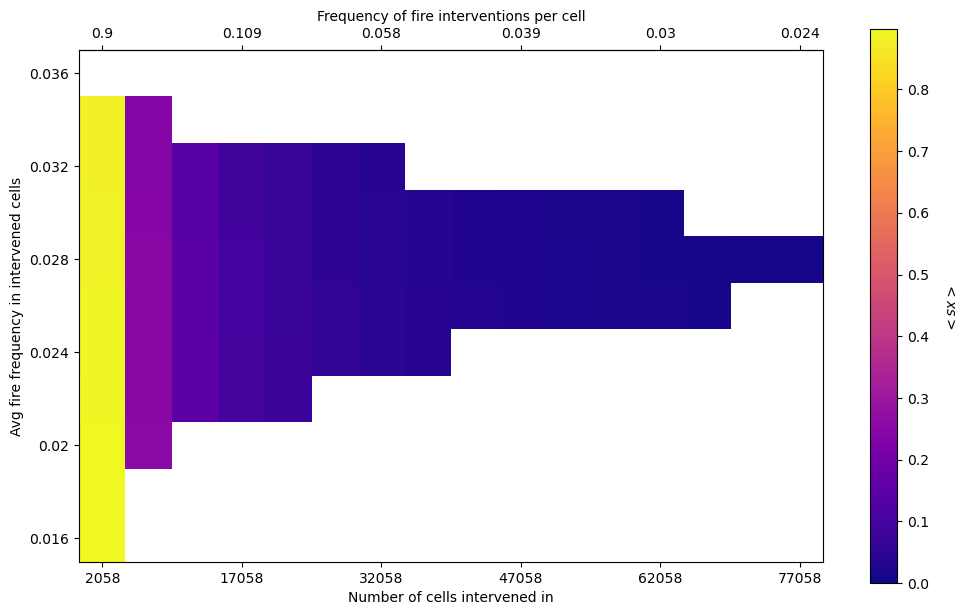 Frequency of fire interventions per cell
0.9 0.109 0.058 0.039 0.03 0.024
0.036
0.032
0.028
0.024
0.02
0.016
Avg fire frequency in intervened cells
2058 17058 32058 47058 62058 77058
Number of cells intervened in
0.8
0.7
0.6
0.5
0.4
0.3
0.2
0.1
0.0
< sx >